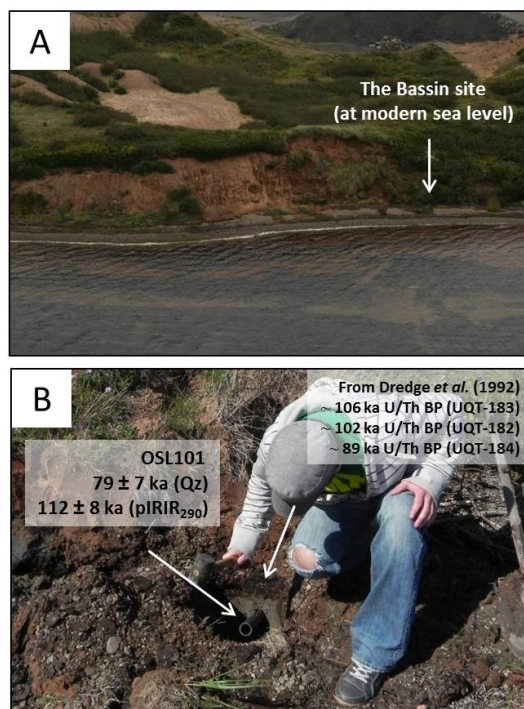 A
The Bassin site
(at modern sea level)
B
From Dredge et al. (1992)
~ 106 ka U/Th BP (UQT-183)
~ 102 ka U/Th BP (UQT-182)
~ 89 ka U/Th BP (UQT-184)
OSL101
79 ± 7 ka (Qz)
112 ± 8 ka (pIRIR₂₉₀)